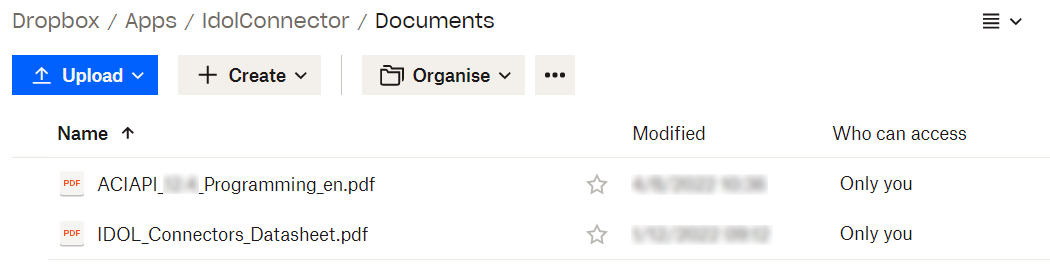 Dropbox / Apps / IdolConnector / Documents
Upload Create Organise
Name Modified Who can access
PDF ACIAPI_ _Programming_en.pdf Only you
PDF IDOL_Connectors_Datasheet.pdf Only you